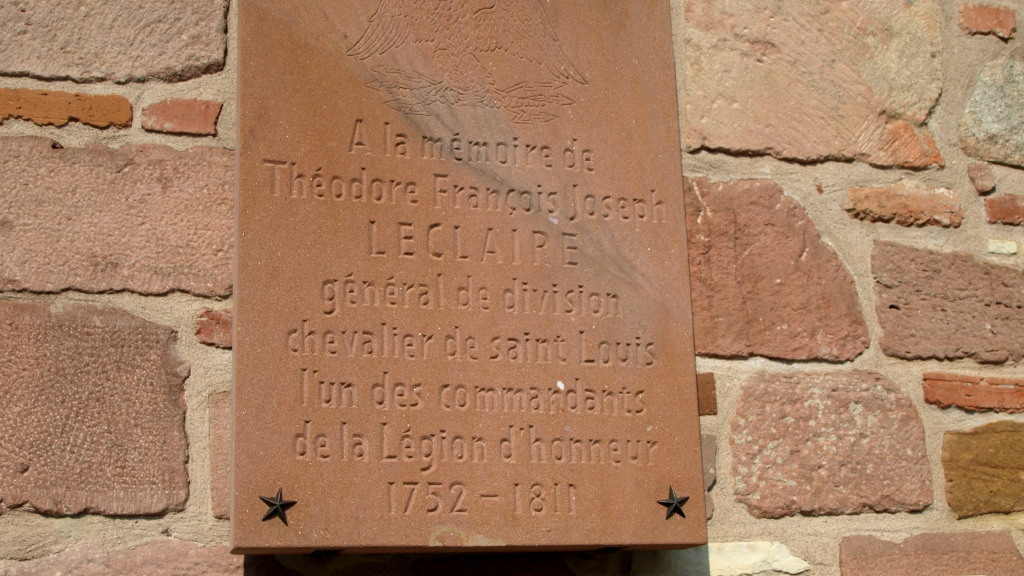 A la mémoire de
Théodore François Joseph
LECLAIRE
général de division
chevalier de saint Louis
l'un des commandants
de la Légion d'honneur
1752 - 1811